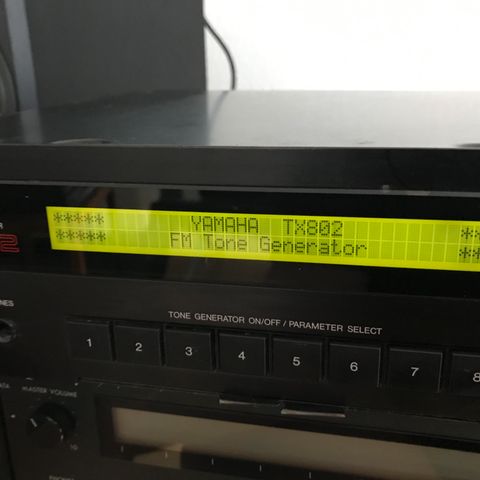 ***** YAMAHA TX802 **
***** FM Tone Generator **
TONE GENERATOR ON/OFF / PARAMETER SELECT
1 2 3 4 5 6 7 8
MASTER VOLUME
10